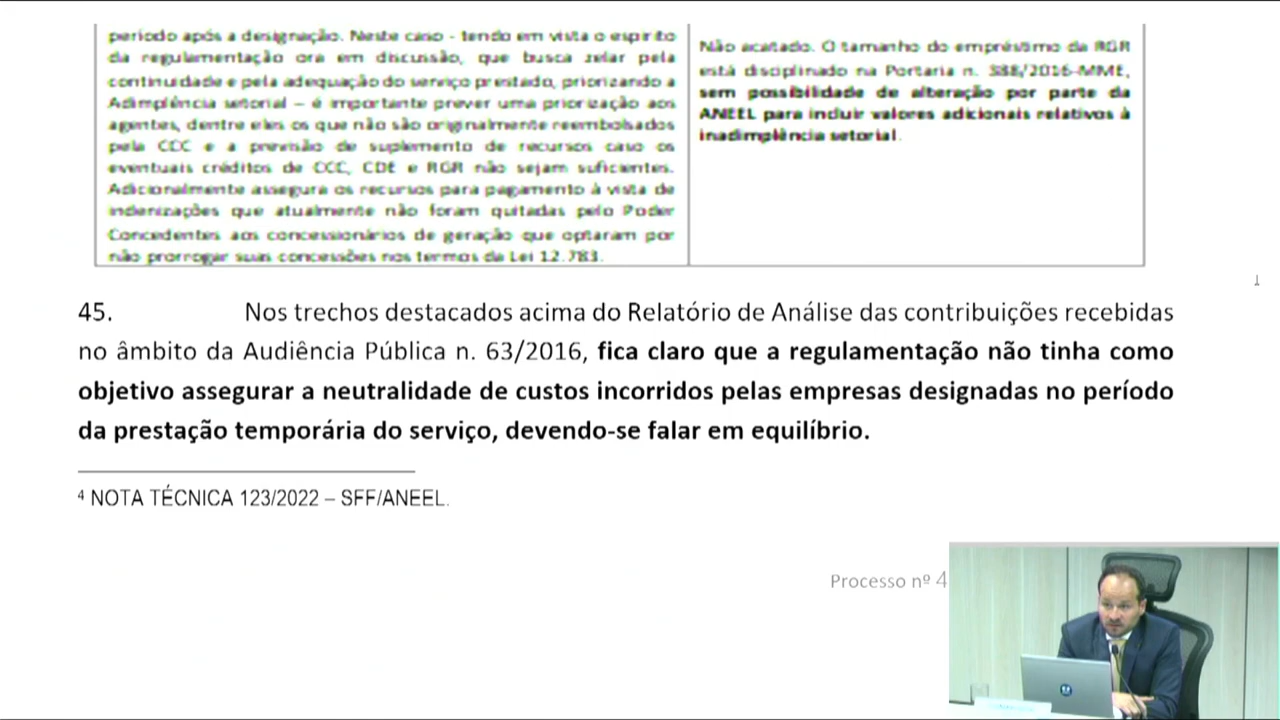 período após a designação. Neste caso - tendo em vista o espírito
da regulamentação ora em discussão, que busca zelar pela
continuidade e pela adequação do serviço prestado, priorizando a
Adimplência setorial – é importante prever uma priorização aos
agentes, dentre eles os que não são originalmente reembolsados
pela CCC e a previsão de suplemento de recursos caso os
eventuais créditos de CCC, CDE e RGR não sejam suficientes.
Adicionalmente assegura os recursos para pagamento à vista de
indenizações que atualmente não foram quitadas pelo Poder
Concedentes aos concessionários de geração que optaram por
não prorrogar suas concessões nos termos da Lei 12.783.
Não acatado. O tamanho do empréstimo da RGR
está disciplinado na Portaria n. 388/2016-MME,
sem possibilidade de alteração por parte da
ANEEL para incluir valores adicionais relativos à
inadimplência setorial.
45. Nos trechos destacados acima do Relatório de Análise das contribuições recebidas
no âmbito da Audiência Pública n. 63/2016, fica claro que a regulamentação não tinha como
objetivo assegurar a neutralidade de custos incorridos pelas empresas designadas no período
da prestação temporária do serviço, devendo-se falar em equilíbrio.
4 NOTA TÉCNICA 123/2022 – SFF/ANEEL.
Processo nº 4